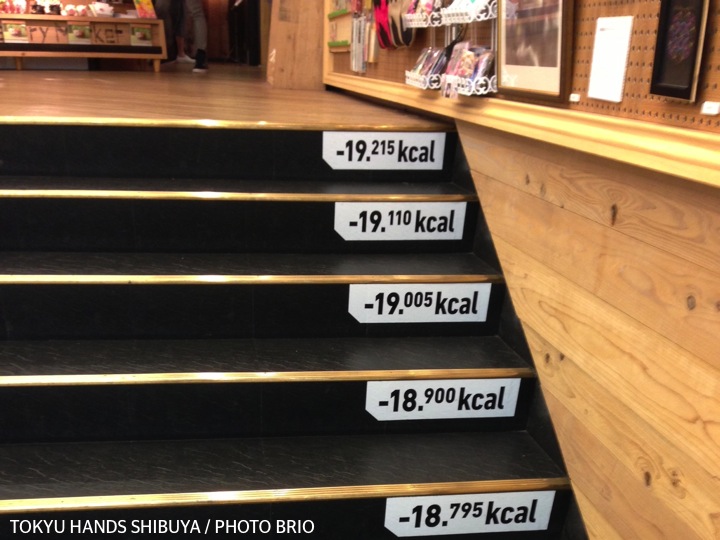 -19.215 kcal
-19.110 kcal
-19.005 kcal
-18.900 kcal
-18.795 kcal
TOKYU HANDS SHIBUYA / PHOTO BRIO